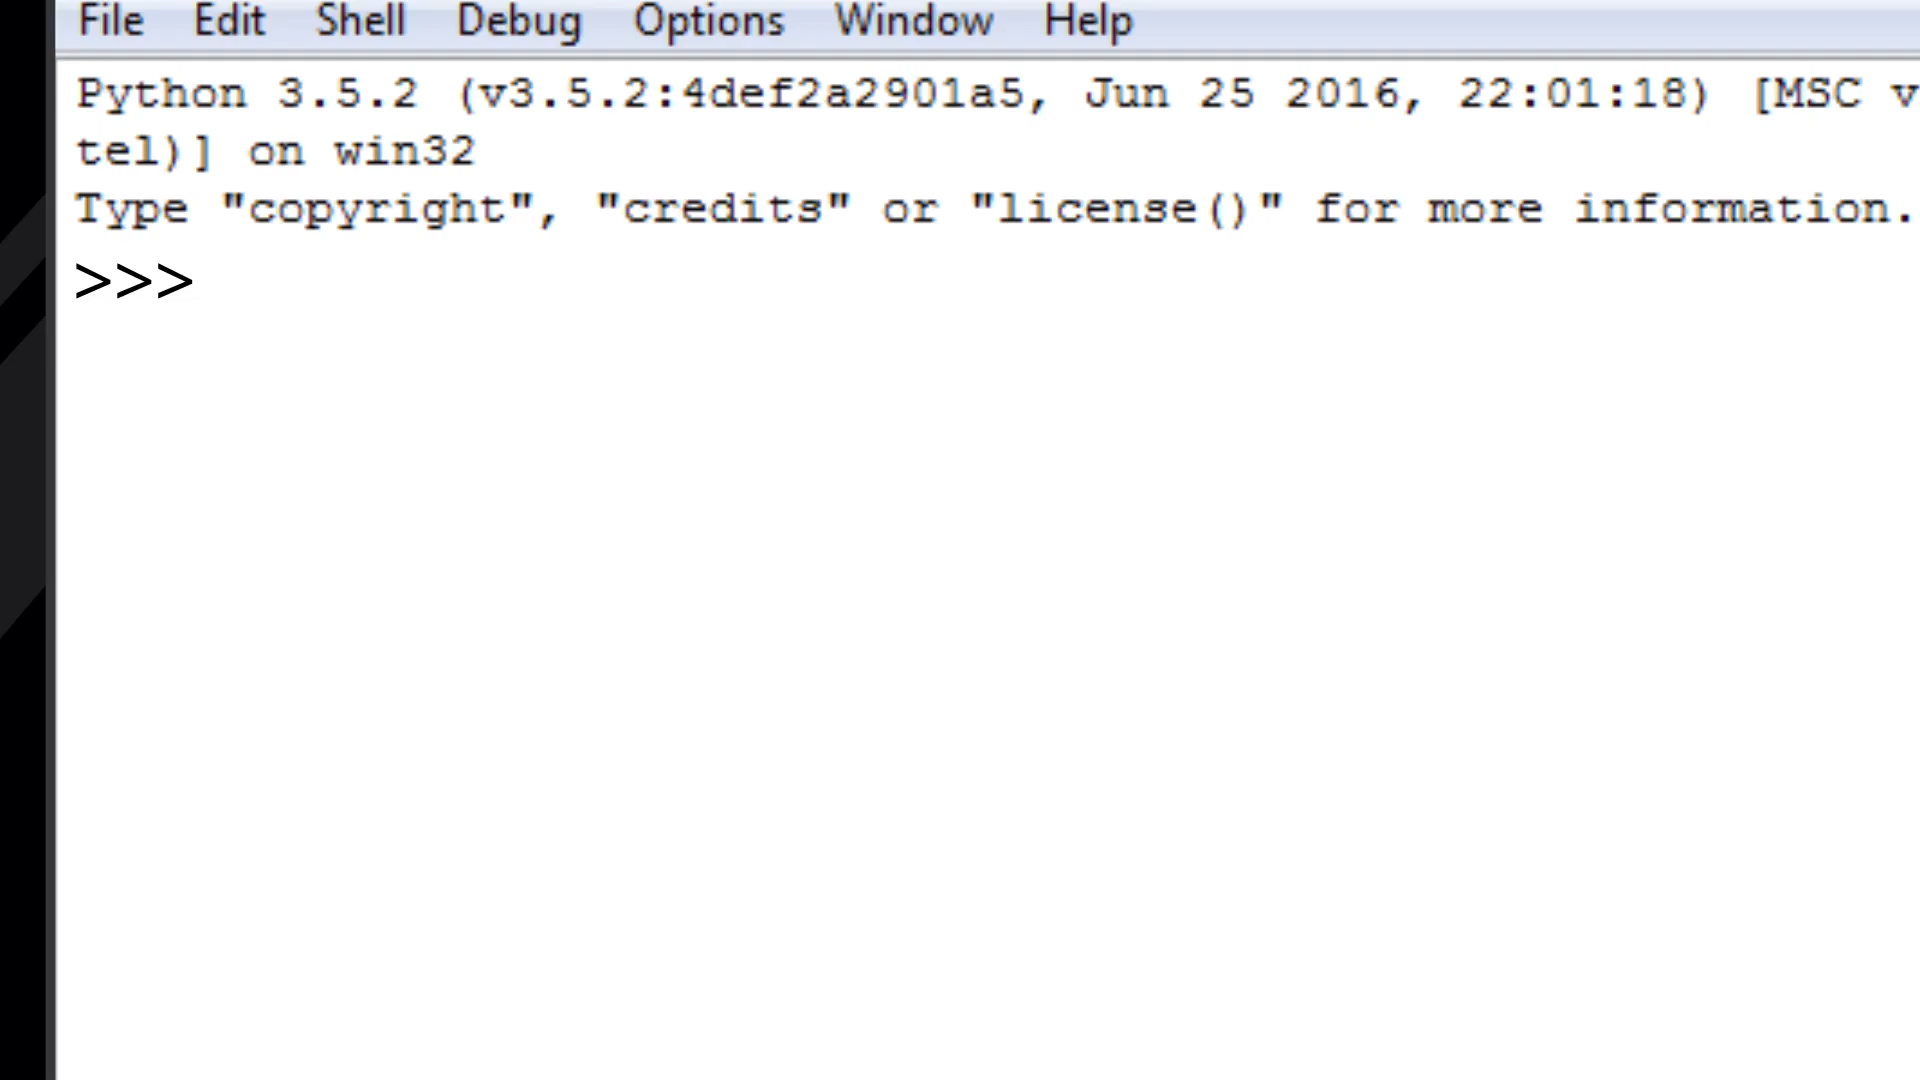 File Edit Shell Debug Options Window Help
Python 3.5.2 (v3.5.2:4def2a2901a5, Jun 25 2016, 22:01:18) [MSC v
tel)] on win32
Type "copyright", "credits" or "license()" for more information.
>>>